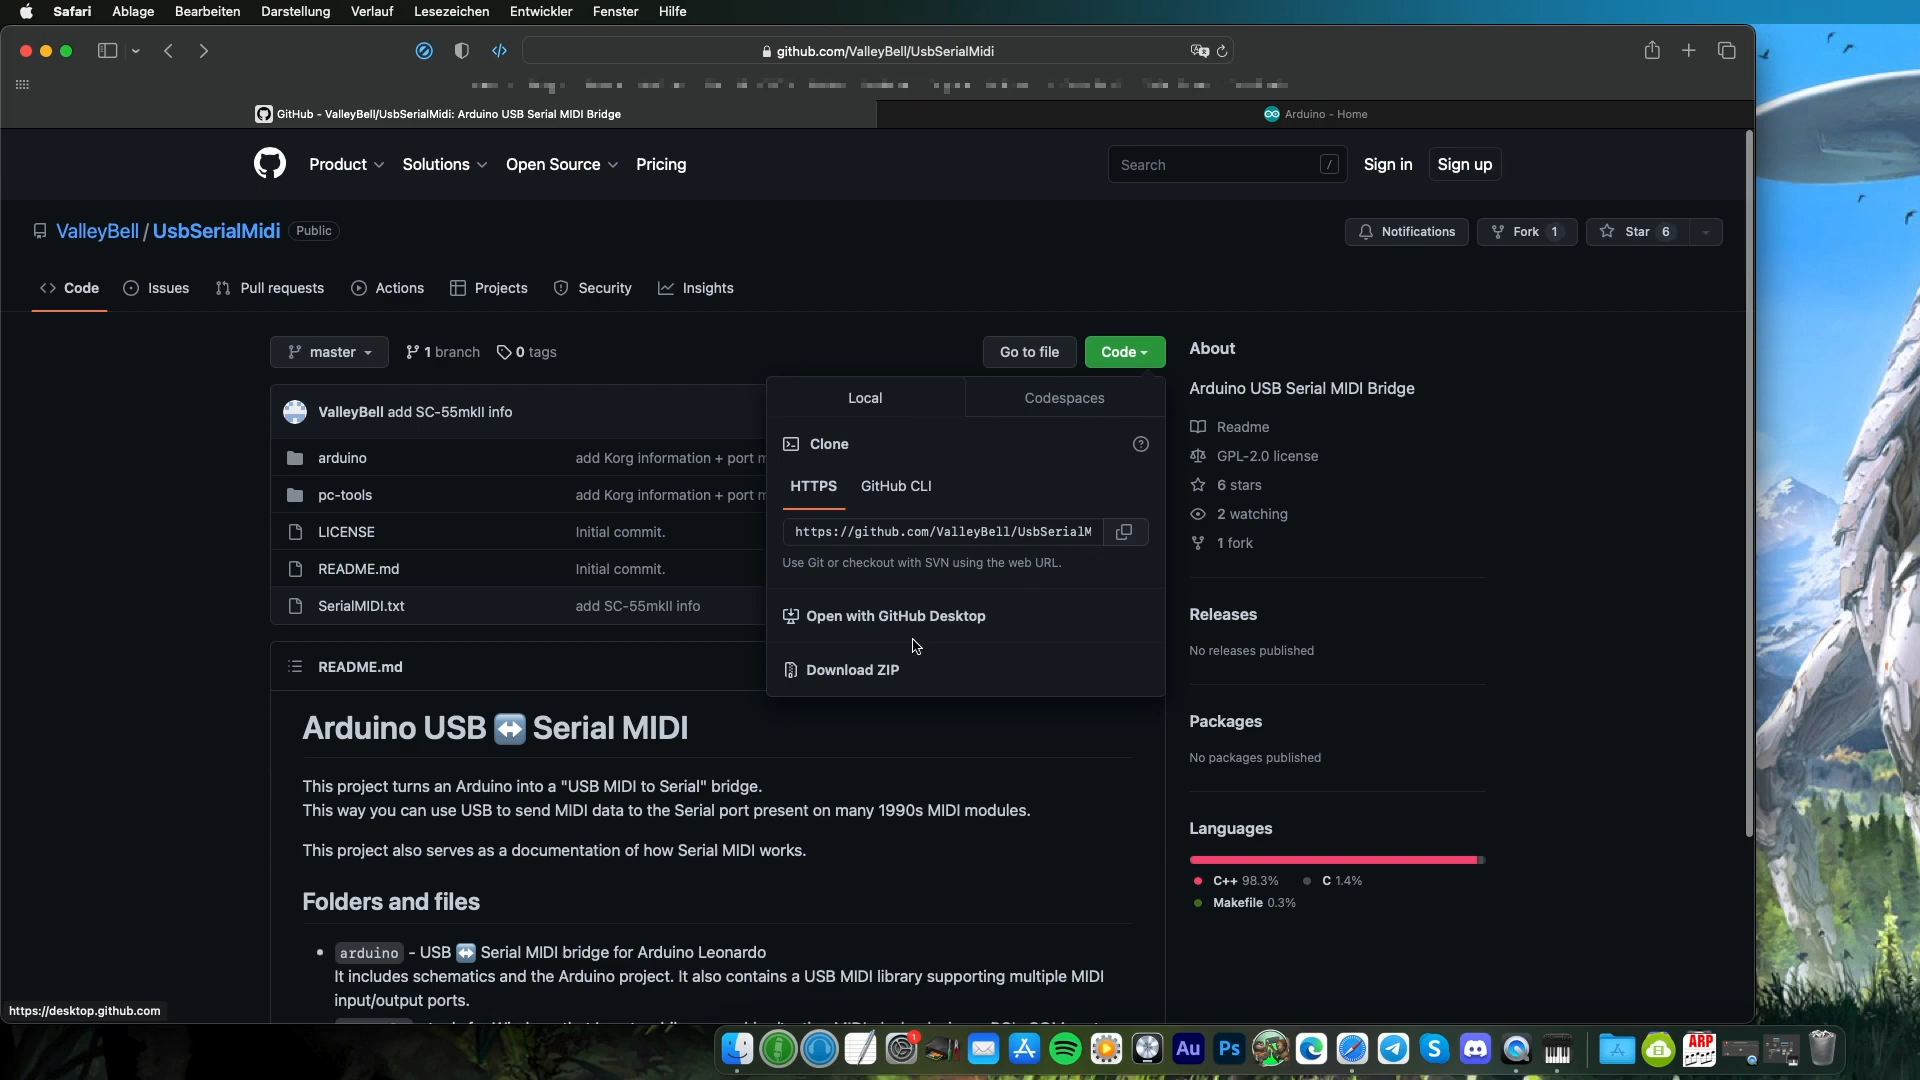 Safari Ablage Bearbeiten Darstellung Verlauf Lesezeichen Entwickler Fenster Hilfe
github.com/ValleyBell/UsbSerialMidi
GitHub - ValleyBell/UsbSerialMidi: Arduino USB Serial MIDI Bridge
Arduino - Home
Product Solutions Open Source Pricing
Search /
Sign in
Sign up
ValleyBell / UsbSerialMidi Public
Notifications
Fork 1
Star 6
Code
Issues
Pull requests
Actions
Projects
Security
Insights
master
1 branch
0 tags
Go to file
Code
ValleyBell add SC-55mkII info
arduino add Korg information + port m
pc-tools add Korg information + port m
LICENSE Initial commit.
README.md Initial commit.
SerialMIDI.txt add SC-55mkII info
Local
Codespaces
Clone
HTTPS
GitHub CLI
https://github.com/ValleyBell/UsbSerialM
Use Git or checkout with SVN using the web URL.
Open with GitHub Desktop
Download ZIP
README.md
Arduino USB ↔️ Serial MIDI
This project turns an Arduino into a "USB MIDI to Serial" bridge.
This way you can use USB to send MIDI data to the Serial port present on many 1990s MIDI modules.
This project also serves as a documentation of how Serial MIDI works.
Folders and files
arduino - USB ↔️ Serial MIDI bridge for Arduino Leonardo
It includes schematics and the Arduino project. It also contains a USB MIDI library supporting multiple MIDI
input/output ports.
About
Arduino USB Serial MIDI Bridge
Readme
GPL-2.0 license
6 stars
2 watching
1 fork
Releases
No releases published
Packages
No packages published
Languages
C++ 98.3%
C 1.4%
Makefile 0.3%
https://desktop.github.com
1
Au
Ps
ARP